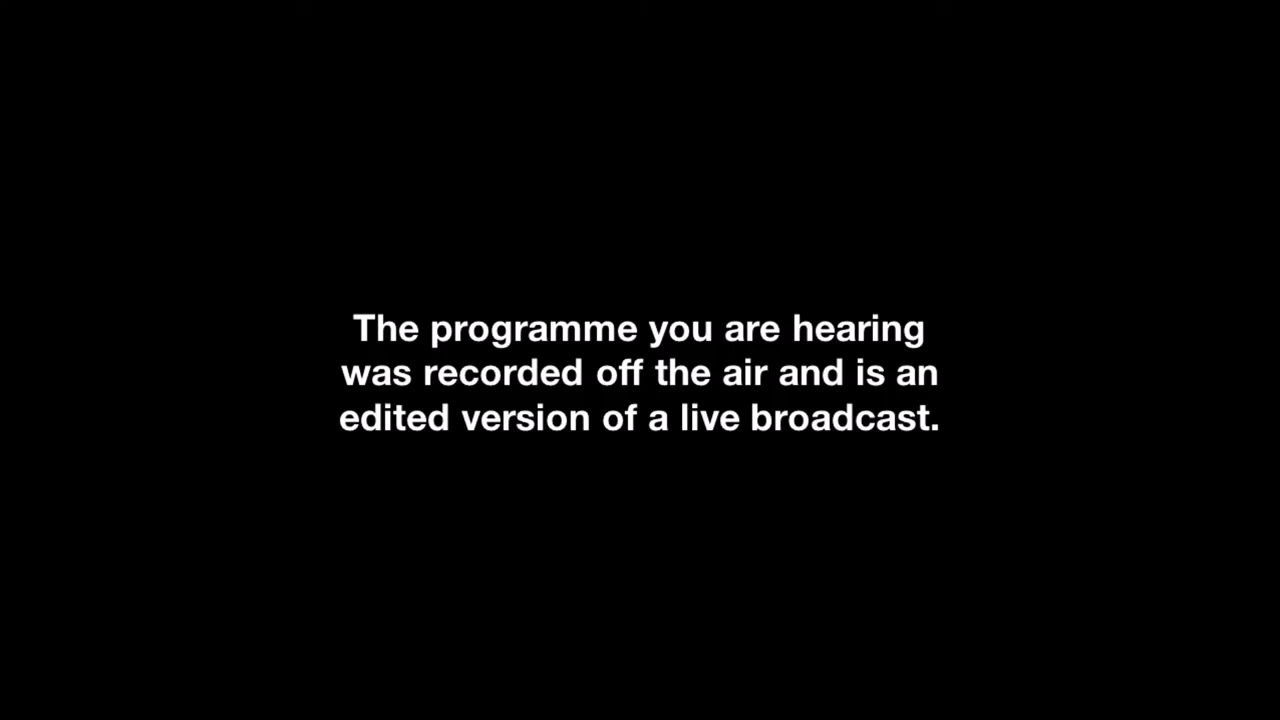 The programme you are hearing
was recorded off the air and is an
edited version of a live broadcast.